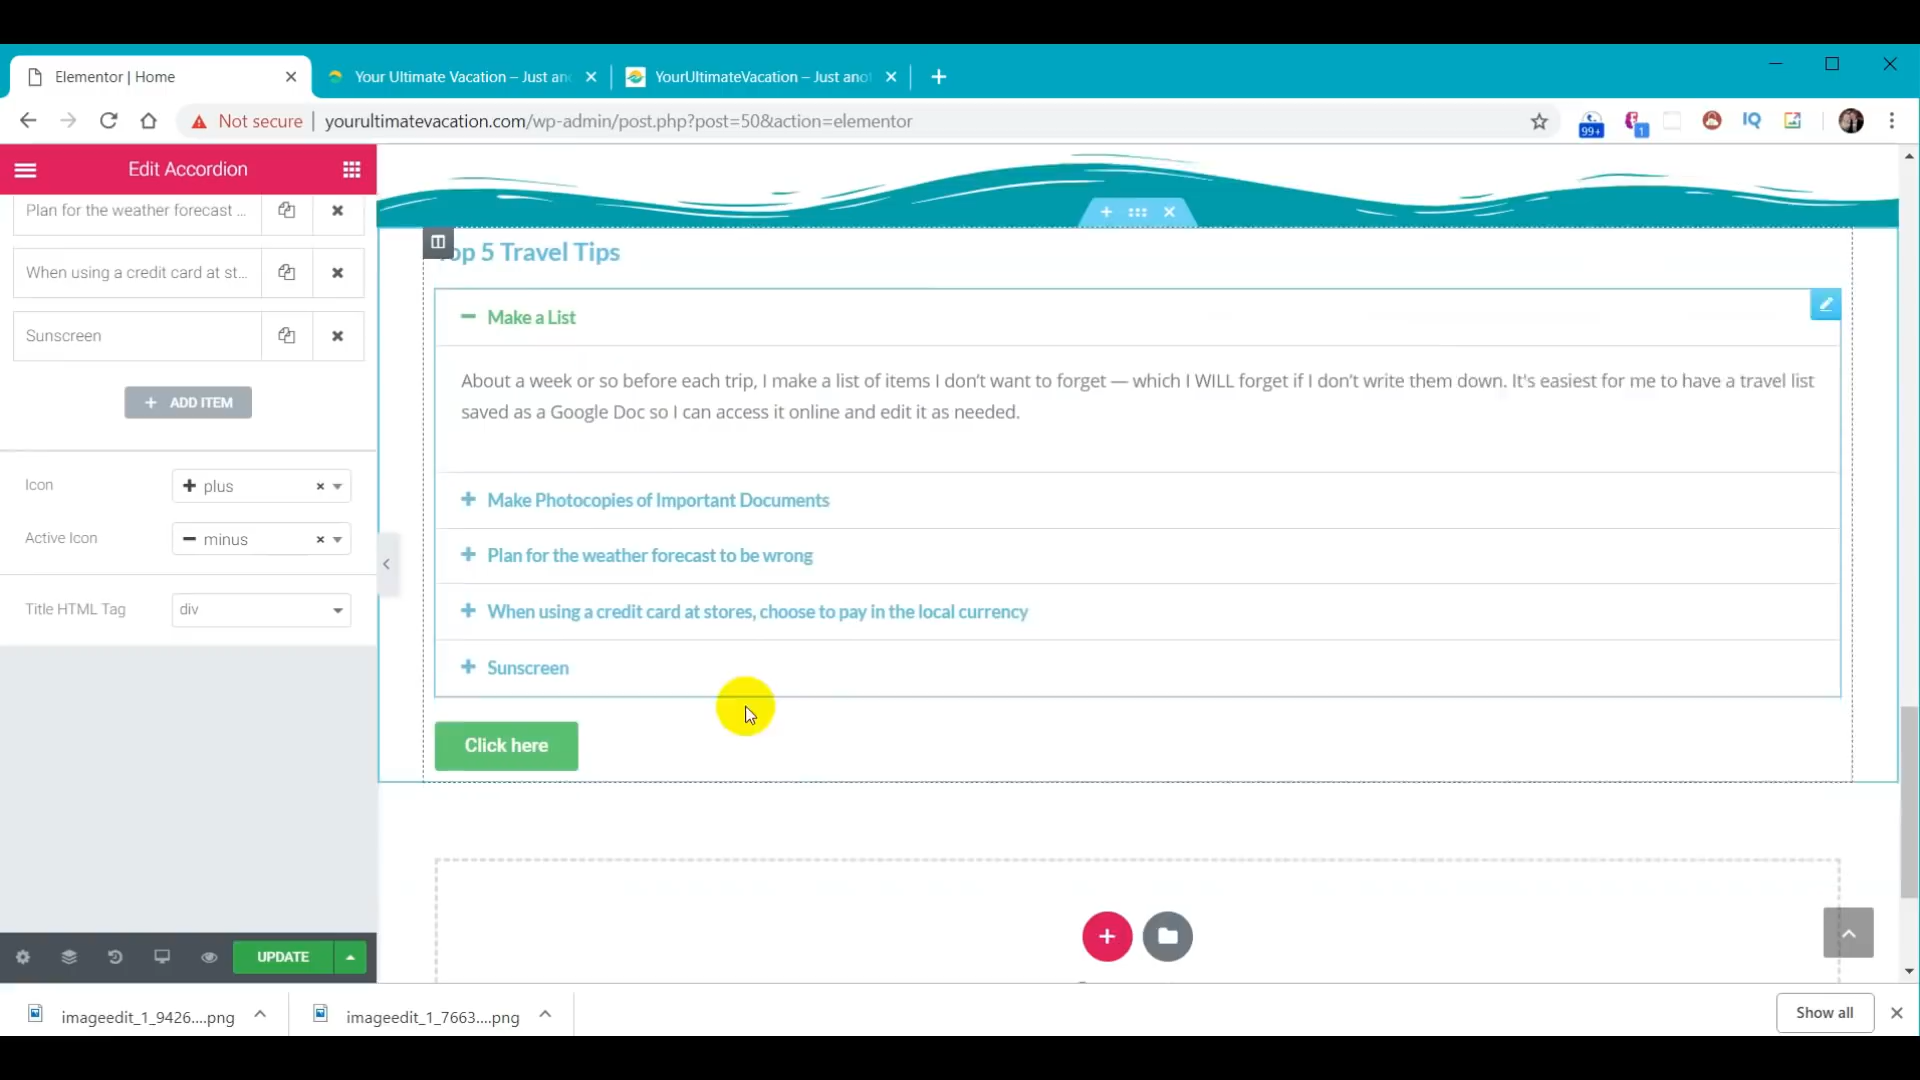 Elementor | Home
Your Ultimate Vacation – Just an
YourUltimateVacation – Just anot
Not secure | yourultimatevacation.com/wp-admin/post.php?post=50&action=elementor
99+
1
IQ
Edit Accordion
Plan for the weather forecast ...
When using a credit card at st...
Sunscreen
+ ADD ITEM
Icon
plus
Active Icon
minus
Title HTML Tag
div
UPDATE
op 5 Travel Tips
Make a List
About a week or so before each trip, I make a list of items I don’t want to forget — which I WILL forget if I don’t write them down. It's easiest for me to have a travel list
saved as a Google Doc so I can access it online and edit it as needed.
Make Photocopies of Important Documents
Plan for the weather forecast to be wrong
When using a credit card at stores, choose to pay in the local currency
Sunscreen
Click here
imageedit_1_9426....png
imageedit_1_7663....png
Show all